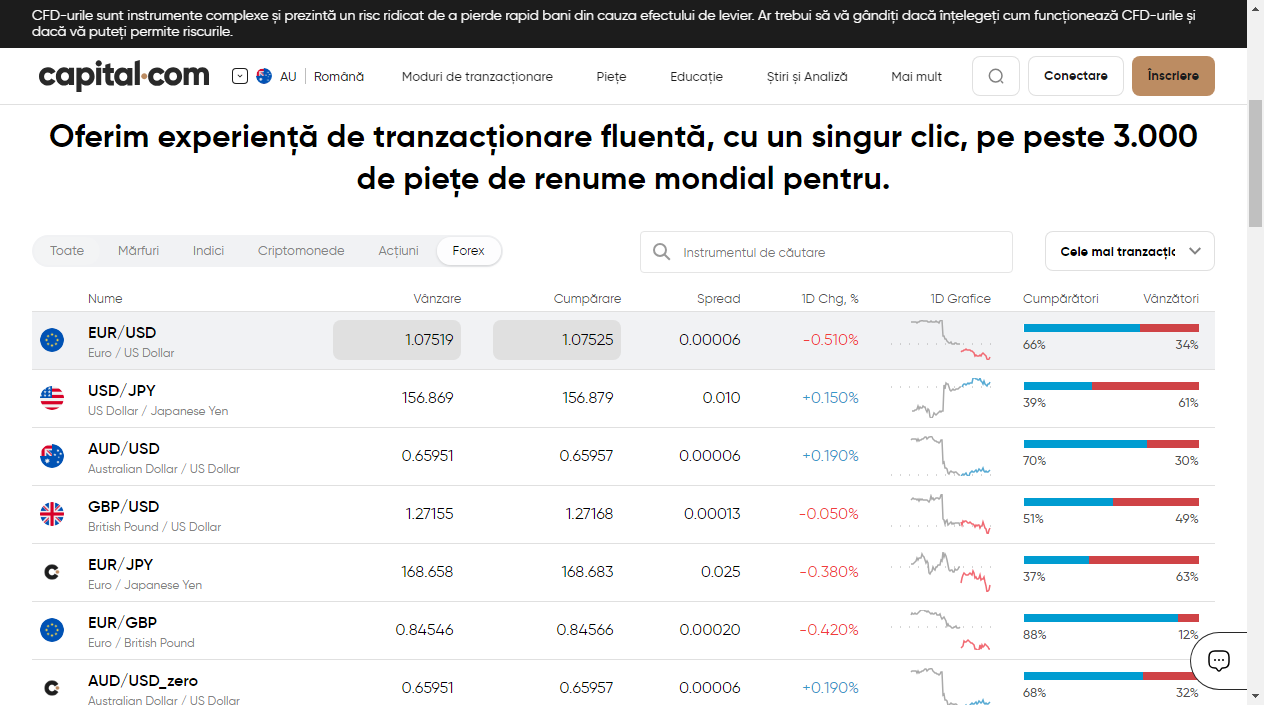 CFD-urile sunt instrumente complexe și prezintă un risc ridicat de a pierde rapid bani din cauza efectului de levier. Ar trebui să vă gândiți dacă înțelegeți cum funcționează CFD-urile și
dacă vă puteți permite riscurile.
capital.com AU Română Moduri de tranzacționare Piețe Educație Știri și Analiză Mai mult Conectare Înscriere
Oferim experiență de tranzacționare fluentă, cu un singur clic, pe peste 3.000
de piețe de renume mondial pentru.
Toate Mărfuri Indici Criptomonede Acțiuni Forex Instrumentul de căutare Cele mai tranzacțic
Nume Vânzare Cumpărare Spread 1D Chg, % 1D Grafice Cumpărători Vânzători
EUR/USD 1.07519 1.07525 0.00006 -0.510%
Euro / US Dollar 66% 34%
USD/JPY 156.869 156.879 0.010 +0.150%
US Dollar / Japanese Yen 39% 61%
AUD/USD 0.65951 0.65957 0.00006 +0.190%
Australian Dollar / US Dollar 70% 30%
GBP/USD 1.27155 1.27168 0.00013 -0.050%
British Pound / US Dollar 51% 49%
EUR/JPY 168.658 168.683 0.025 -0.380%
Euro / Japanese Yen 37% 63%
EUR/GBP 0.84546 0.84566 0.00020 -0.420%
Euro / British Pound 88% 12%
AUD/USD_zero 0.65951 0.65957 0.00006 +0.190%
Australian Dollar / US Dollar 68% 32%